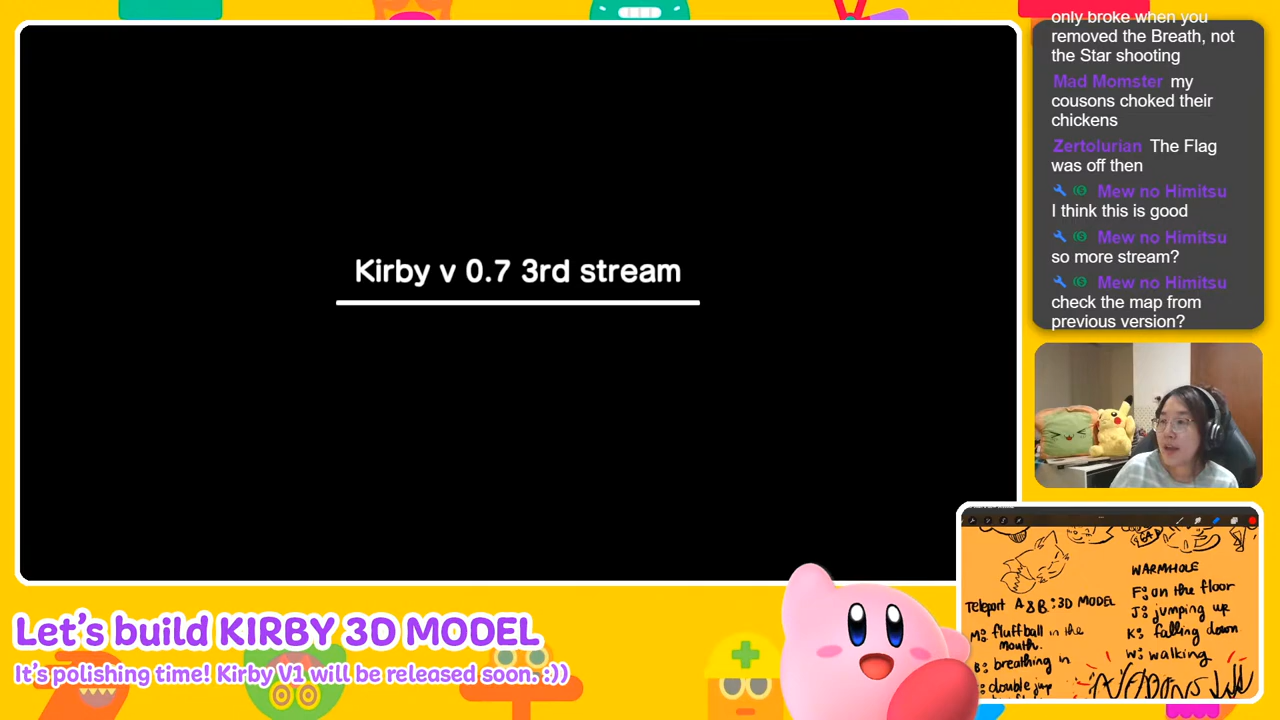 only broke when you
removed the Breath, not
the Star shooting
Mad Momster my
cousons choked their
chickens
Zertolurian The Flag
was off then
Mew no Himitsu
I think this is good
Mew no Himitsu
so more stream?
Mew no Himitsu
check the map from
previous version?
Kirby v 0.7 3rd stream
WARMHOLE
F: on the floor
J: jumping up
K: falling down
W: walking
Teleport A & B : 3D MODEL
M: fluffball in the
mouth.
B: breathing in
: double jump
Let's build KIRBY 3D MODEL
It's polishing time! Kirby V1 will be released soon. :))